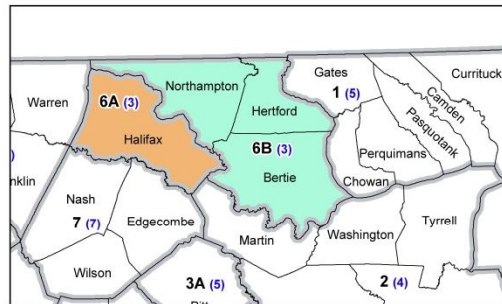 Northampton
Gates
1 (5)
Currituck
Warren
6A (3)
Hertford
Camden
Pasquotank
Halifax
6B (3)
Perquimans
Bertie
nklin
Nash
7 (7)
Chowan
Edgecombe
Martin
Washington
Tyrrell
Wilson
3A (5)
2 (4)